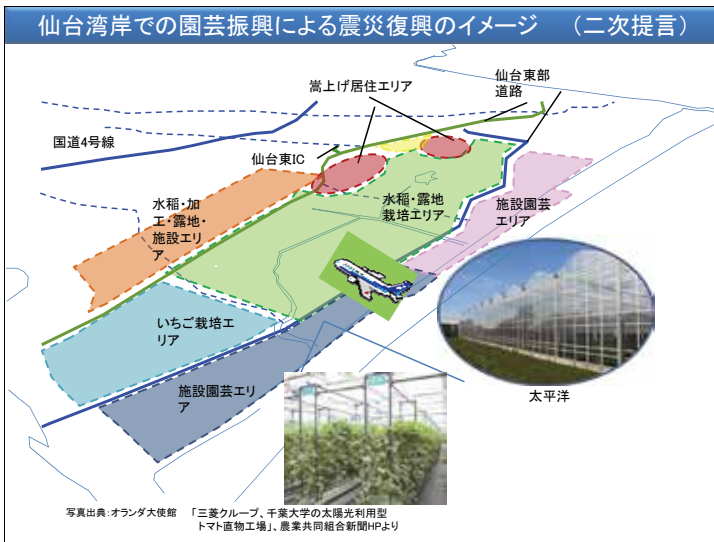 仙台湾岸での園芸振興による震災復興のイメージ　（二次提言）
嵩上げ居住エリア
仙台東部
道路
国道4号線
仙台東IC
水稲・加
工・露地・
施設エリ
ア
水稲・露地
栽培エリア
施設園芸
エリア
いちご栽培エ
リア
施設園芸エリ
ア
太平洋
写真出典:オランダ大使館　「三菱クループ、千葉大学の太陽光利用型
トマト直物工場」、農業共同組合新聞HPより